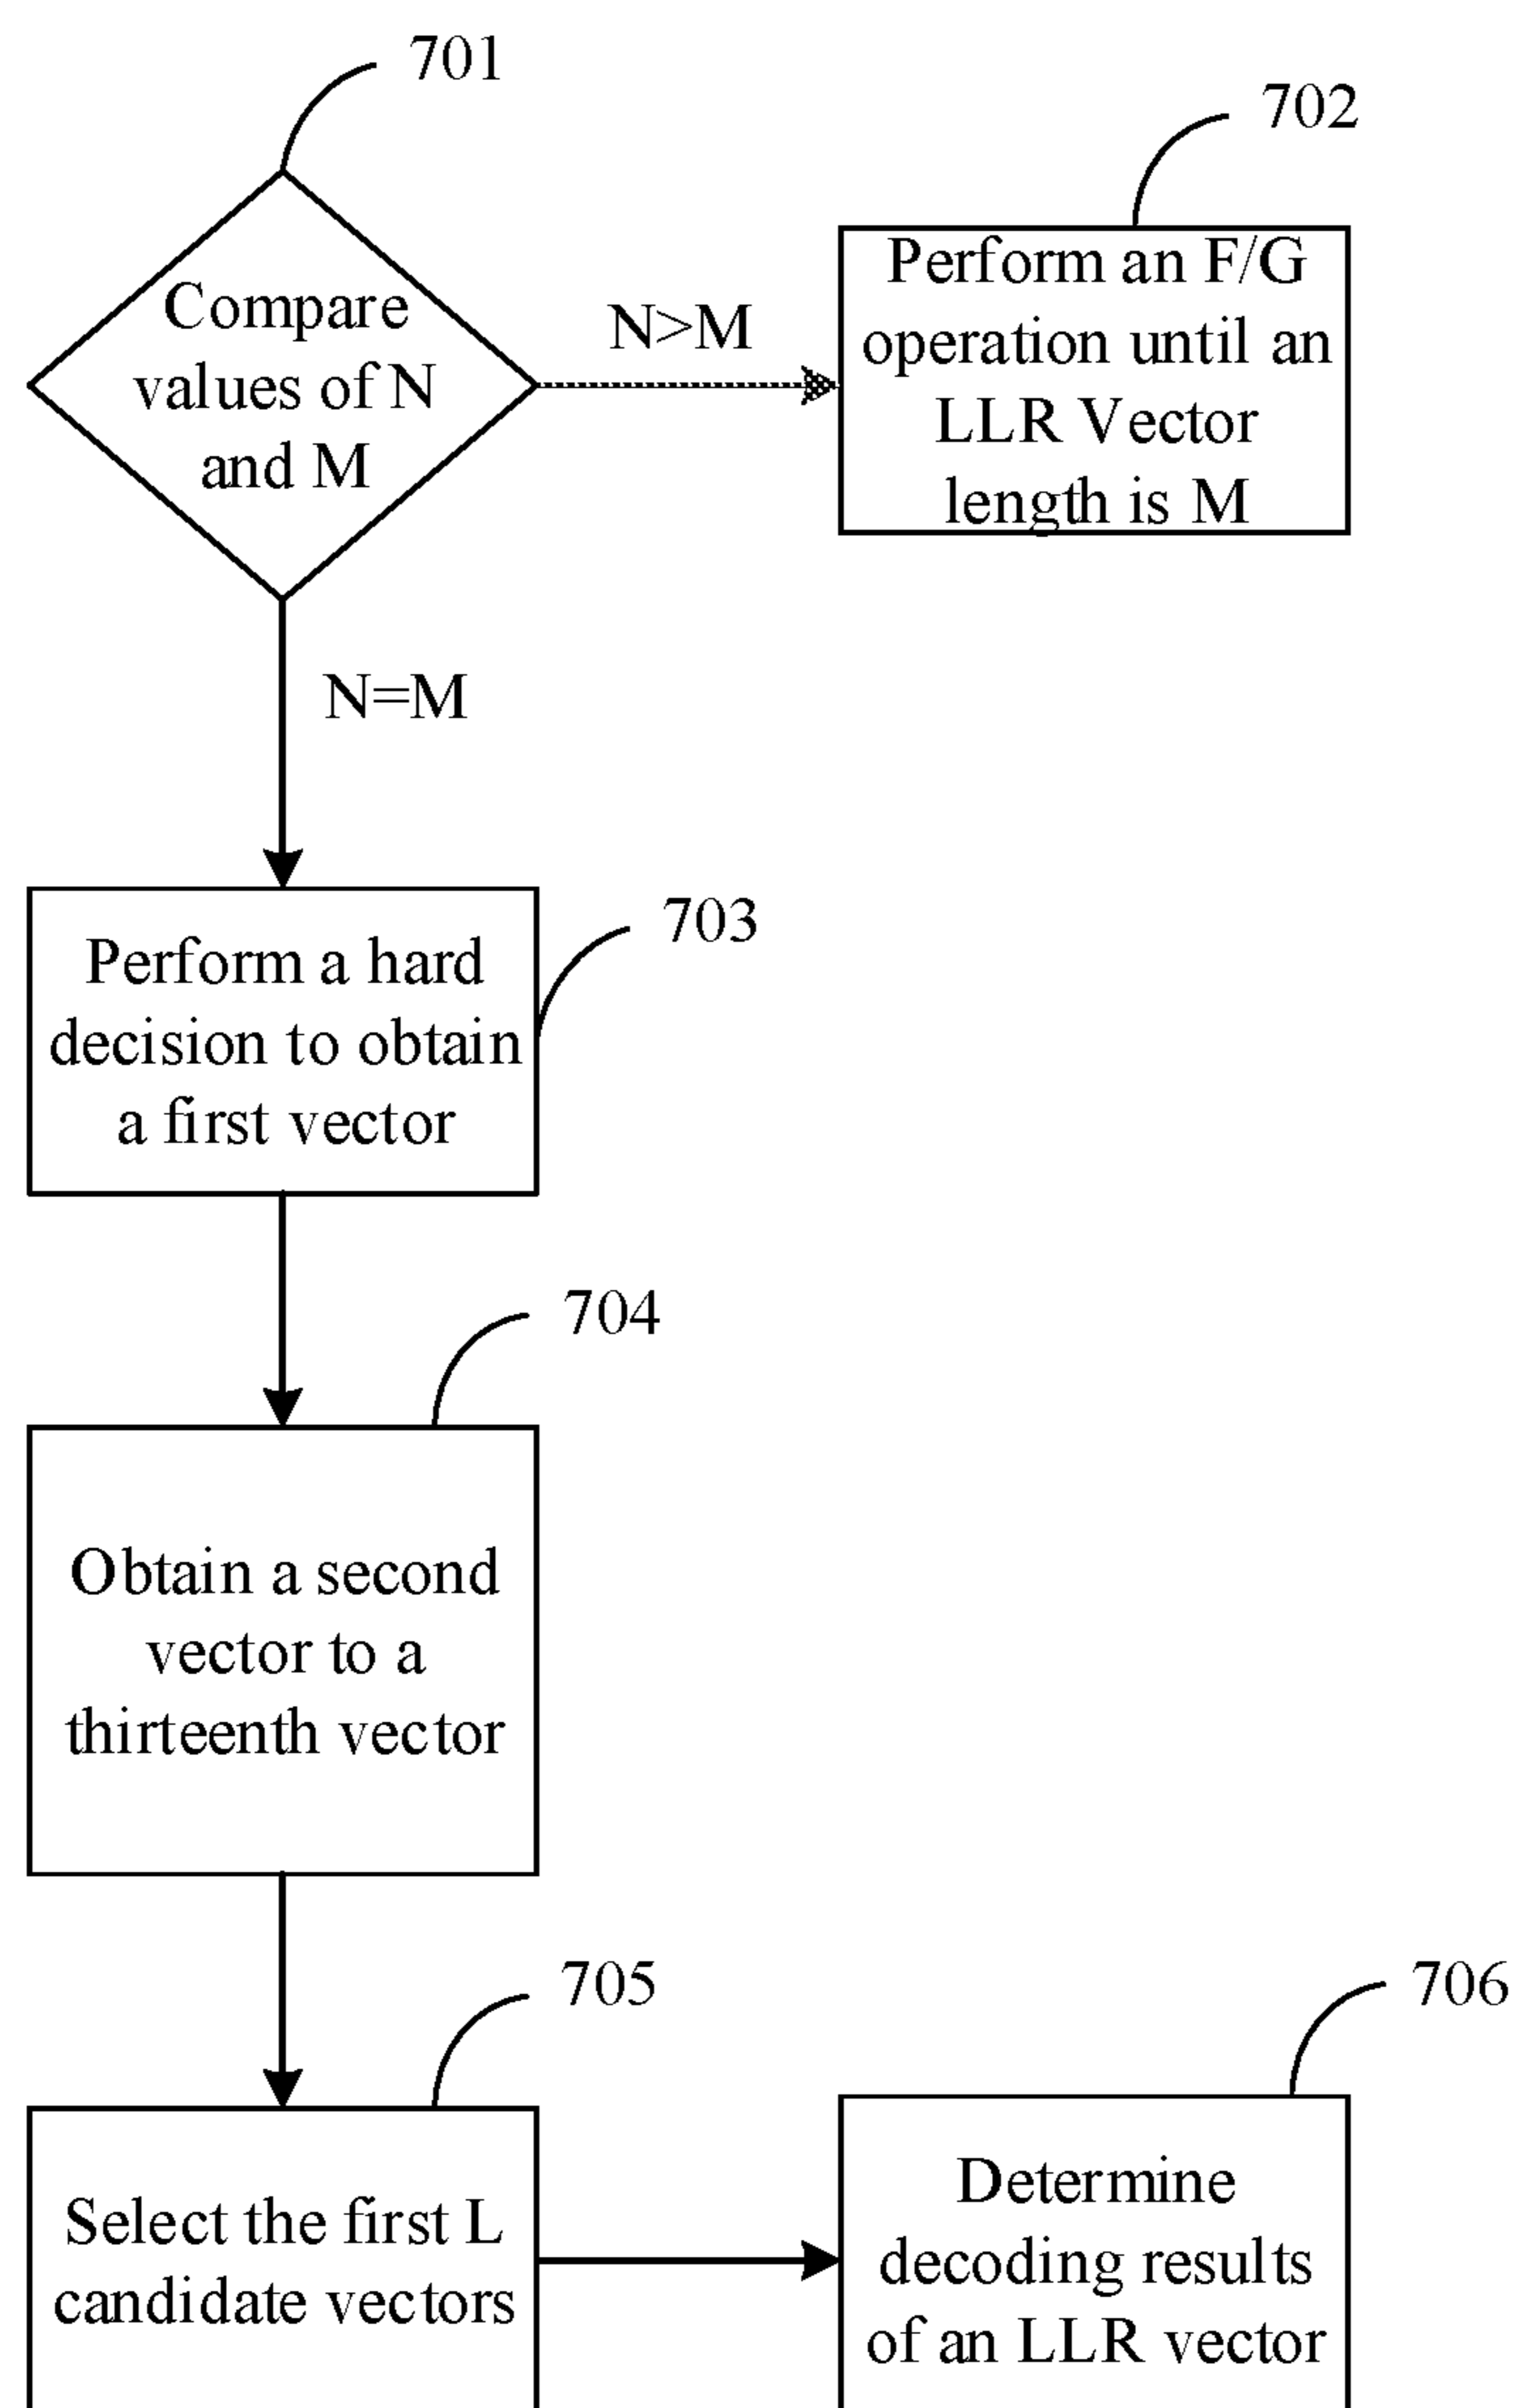 701
702
Compare
values of N
and M
N>M
Perform an F/G
operation until an
LLR Vector
length is M
N=M
703
Perform a hard
decision to obtain
a first vector
704
Obtain a second
vector to a
thirteenth vector
705
706
Select the first L
candidate vectors
Determine
decoding results
of an LLR vector